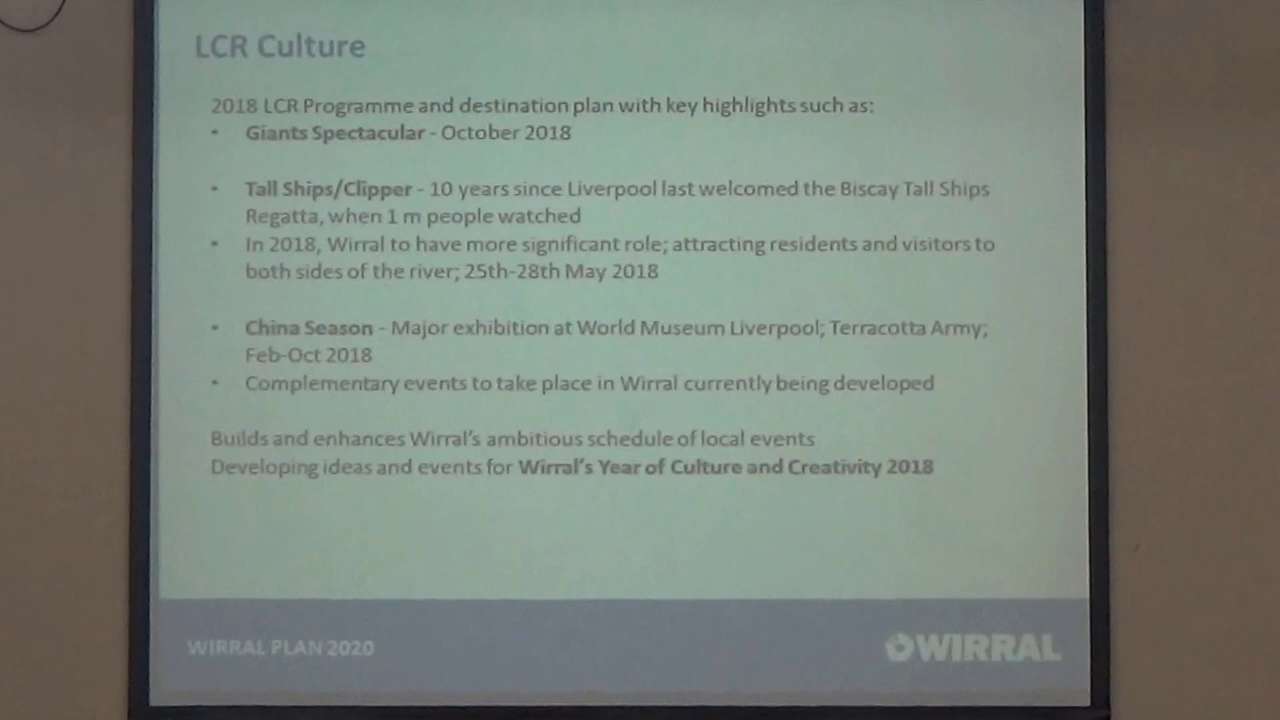 LCR Culture
2018 LCR Programme and destination plan with key highlights such as:
• Giants Spectacular - October 2018
• Tall Ships/Clipper - 10 years since Liverpool last welcomed the Biscay Tall Ships
Regatta, when 1 m people watched
• In 2018, Wirral to have more significant role; attracting residents and visitors to
both sides of the river; 25th-28th May 2018
• China Season - Major exhibition at World Museum Liverpool; Terracotta Army;
Feb-Oct 2018
• Complementary events to take place in Wirral currently being developed
Builds and enhances Wirral's ambitious schedule of local events
Developing ideas and events for Wirral's Year of Culture and Creativity 2018
WIRRAL PLAN 2020
WIRRAL